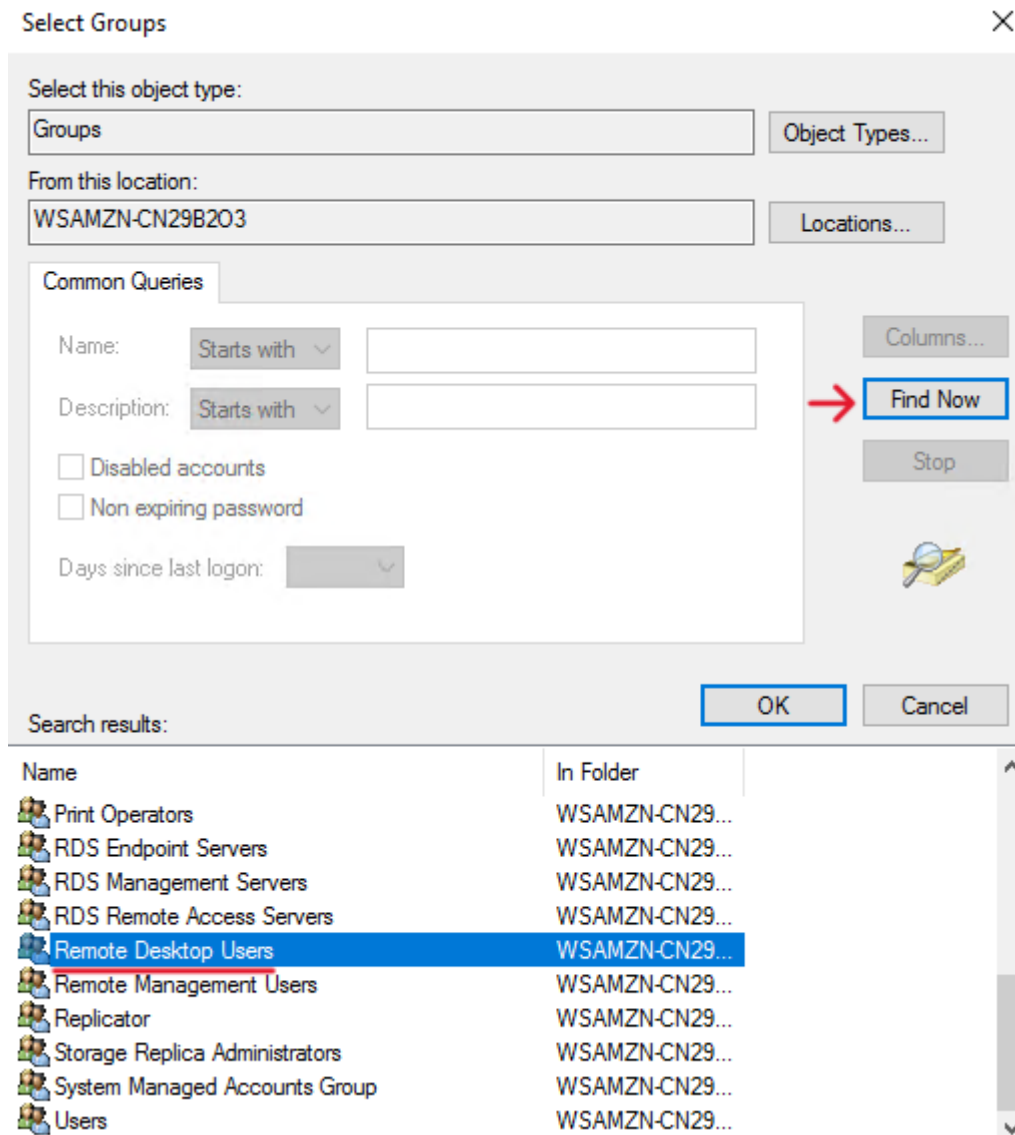 Select Groups
Select this object type:
Groups
Object Types...
From this location:
WSAMZN-CN29B2O3
Locations...
Common Queries
Name:
Starts with
Columns...
Description:
Starts with
Find Now
Disabled accounts
Stop
Non expiring password
Days since last logon:
OK
Cancel
Search results:
Name In Folder
Print Operators WSAMZN-CN29...
RDS Endpoint Servers WSAMZN-CN29...
RDS Management Servers WSAMZN-CN29...
RDS Remote Access Servers WSAMZN-CN29...
Remote Desktop Users WSAMZN-CN29...
Remote Management Users WSAMZN-CN29...
Replicator WSAMZN-CN29...
Storage Replica Administrators WSAMZN-CN29...
System Managed Accounts Group WSAMZN-CN29...
Users WSAMZN-CN29...